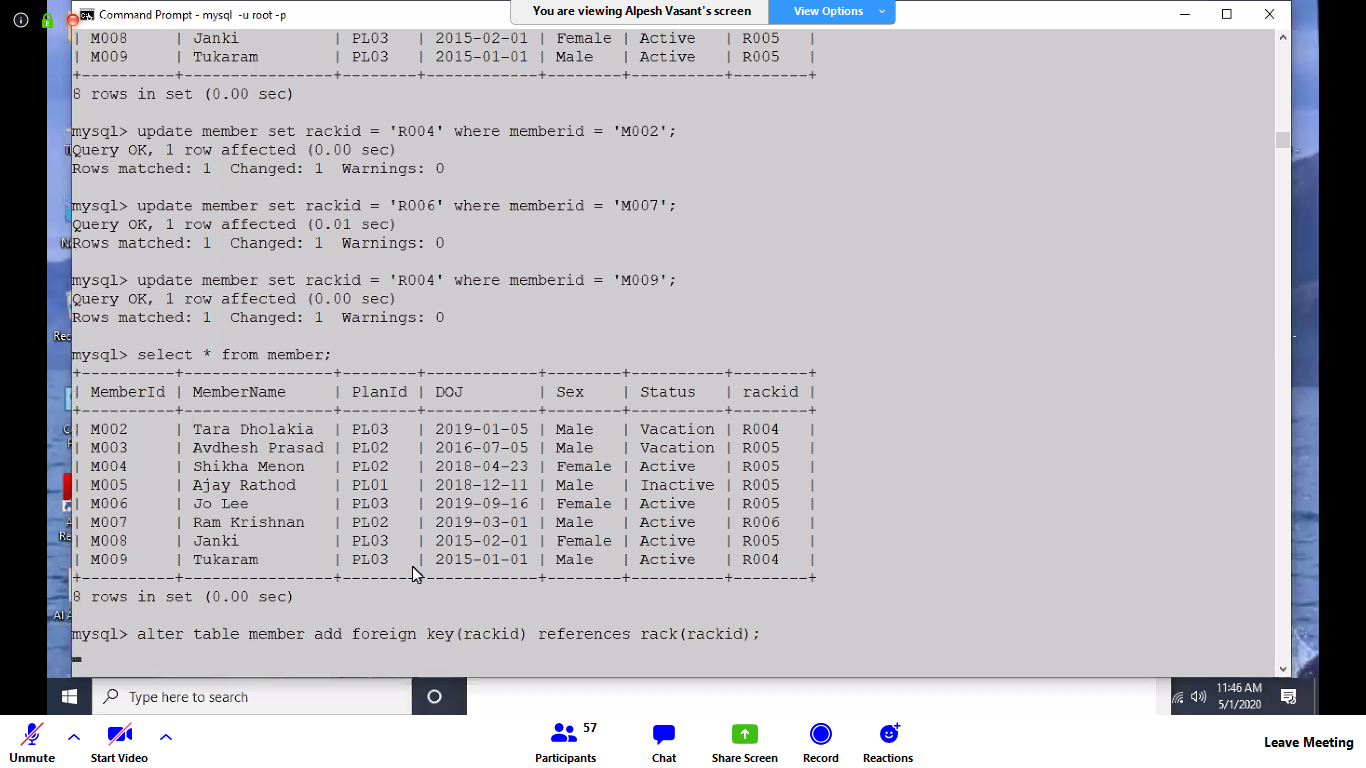 Command Prompt - mysql -u root -p
You are viewing Alpesh Vasant's screen
View Options
| M008 | Janki | PL03 | 2015-02-01 | Female | Active | R005 |
| M009 | Tukaram | PL03 | 2015-01-01 | Male | Active | R005 |
+----------+----------------+--------+------------+--------+----------+--------+
8 rows in set (0.00 sec)
mysql> update member set rackid = 'R004' where memberid = 'M002';
Query OK, 1 row affected (0.00 sec)
Rows matched: 1 Changed: 1 Warnings: 0
mysql> update member set rackid = 'R006' where memberid = 'M007';
Query OK, 1 row affected (0.01 sec)
Rows matched: 1 Changed: 1 Warnings: 0
mysql> update member set rackid = 'R004' where memberid = 'M009';
Query OK, 1 row affected (0.00 sec)
Rows matched: 1 Changed: 1 Warnings: 0
mysql> select * from member;
+----------+----------------+--------+------------+--------+----------+--------+
| MemberId | MemberName | PlanId | DOJ | Sex | Status | rackid |
+----------+----------------+--------+------------+--------+----------+--------+
| M002 | Tara Dholakia | PL03 | 2019-01-05 | Male | Vacation | R004 |
| M003 | Avdhesh Prasad | PL02 | 2016-07-05 | Male | Vacation | R005 |
| M004 | Shikha Menon | PL02 | 2018-04-23 | Female | Active | R005 |
| M005 | Ajay Rathod | PL01 | 2018-12-11 | Male | Inactive | R005 |
| M006 | Jo Lee | PL03 | 2019-09-16 | Female | Active | R005 |
| M007 | Ram Krishnan | PL02 | 2019-03-01 | Male | Active | R006 |
| M008 | Janki | PL03 | 2015-02-01 | Female | Active | R005 |
| M009 | Tukaram | PL03 | 2015-01-01 | Male | Active | R004 |
+----------+----------------+--------+------------+--------+----------+--------+
8 rows in set (0.00 sec)
mysql> alter table member add foreign key(rackid) references rack(rackid);
Type here to search
11:46 AM
5/1/2020
57
Unmute
Start Video
Participants
Chat
Share Screen
Record
Reactions
Leave Meeting